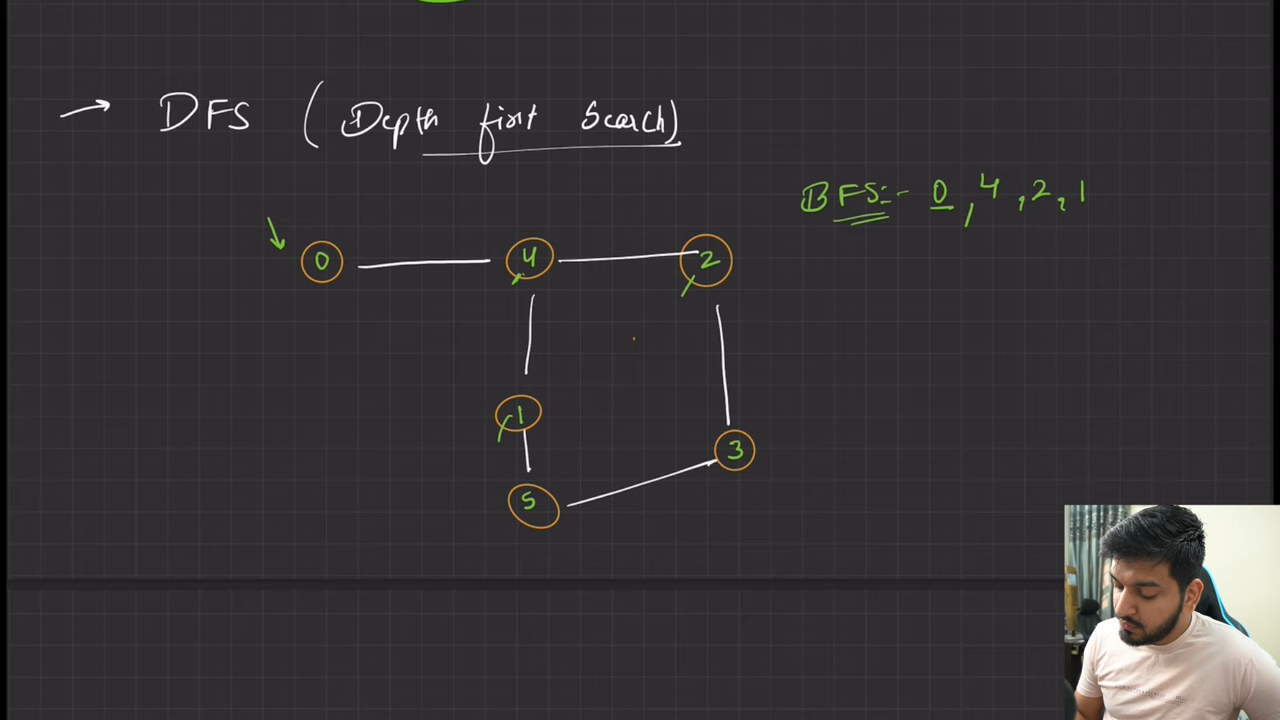 → DFS (Depth first Search)
BFS:- 0, 4, 2, 1
0 4 2
1
3
5